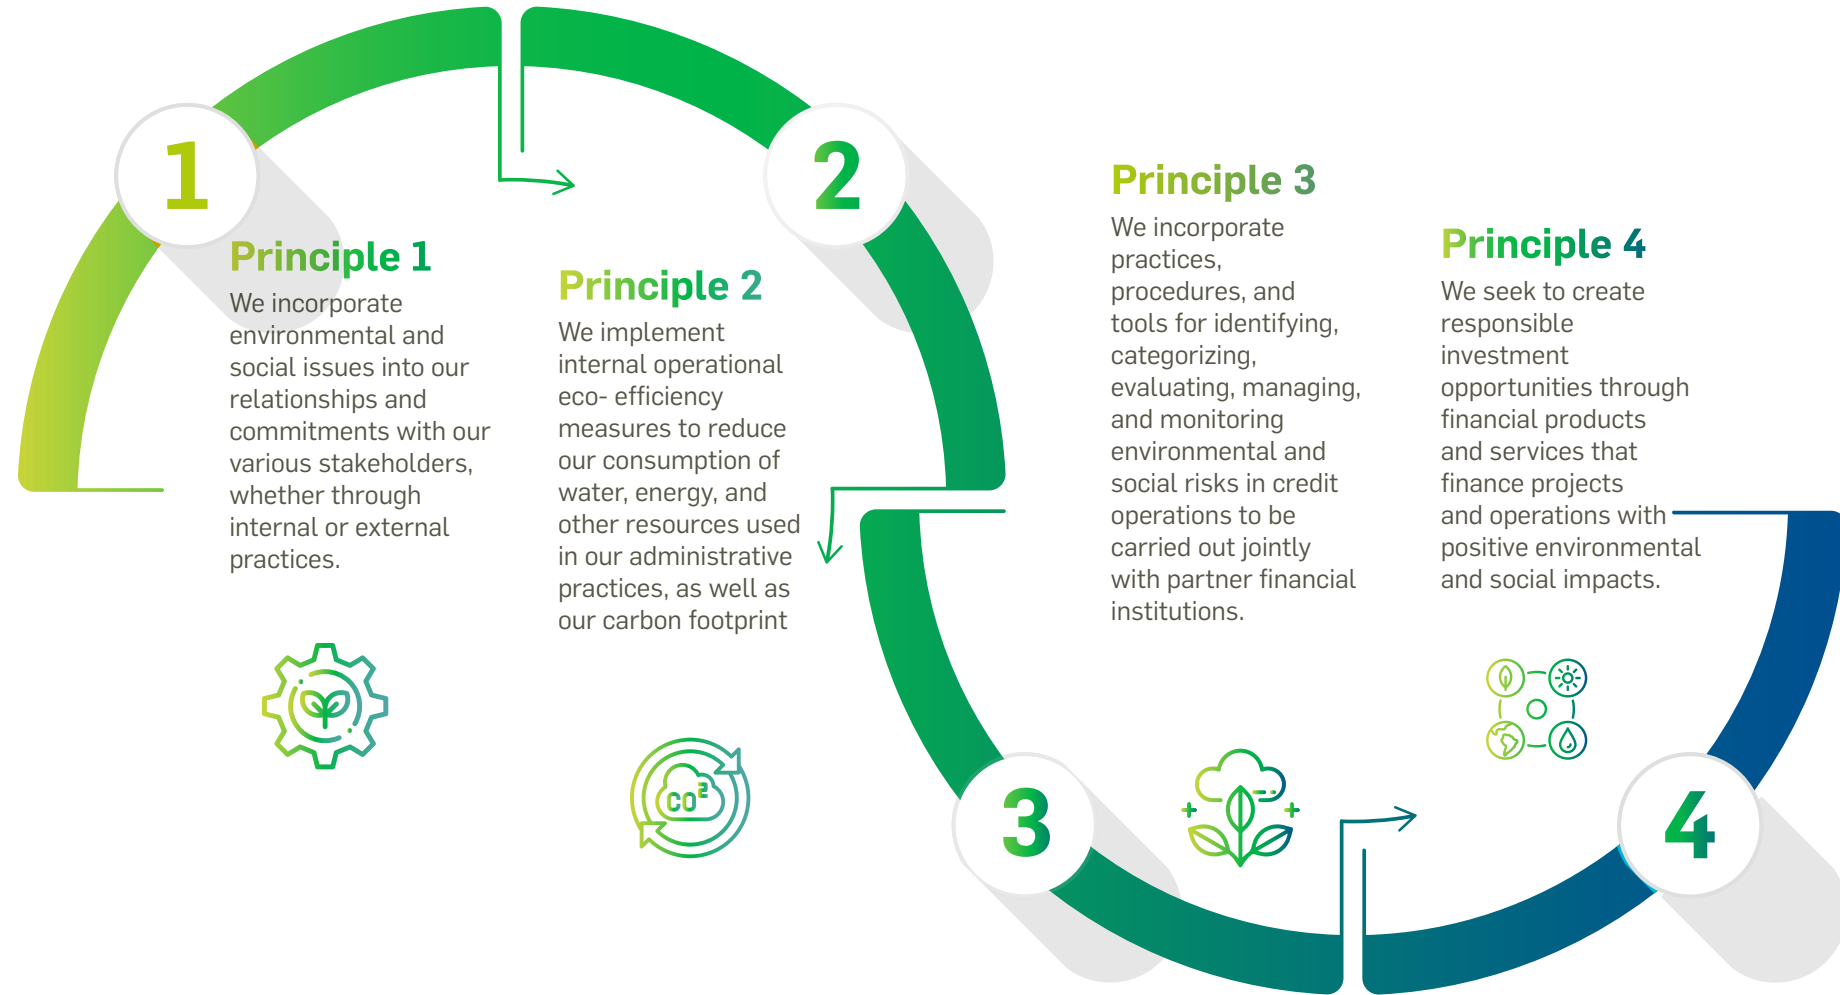 1
Principle 1
We incorporate
environmental and
social issues into our
relationships and
commitments with our
various stakeholders,
whether through
internal or external
practices.
2
Principle 2
We implement
internal operational
eco- efficiency
measures to reduce
our consumption of
water, energy, and
other resources used
in our administrative
practices, as well as
our carbon footprint
CO²
3
Principle 3
We incorporate
practices,
procedures, and
tools for identifying,
categorizing,
evaluating, managing,
and monitoring
environmental and
social risks in credit
operations to be
carried out jointly
with partner financial
institutions.
4
Principle 4
We seek to create
responsible
investment
opportunities through
financial products
and services that
finance projects
and operations with
positive environmental
and social impacts.